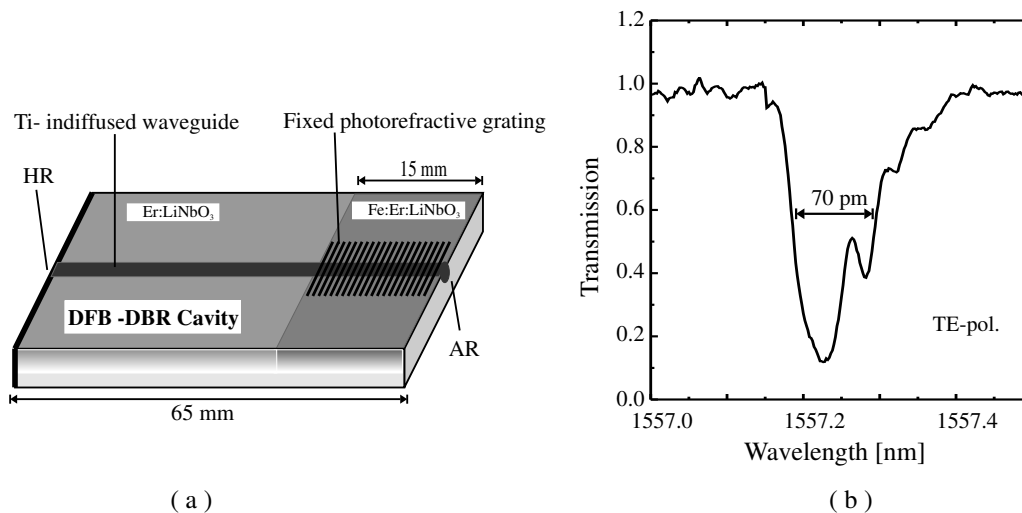 Ti- indiffused waveguide
Fixed photorefractive grating
15 mm
HR
Er:LiNbO₃
Fe:Er:LiNbO₃
DFB -DBR Cavity
AR
65 mm
( a )
1.2
1.0
0.8
0.6
0.4
0.2
0.0
Transmission
70 pm
TE-pol.
1557.0
1557.2
1557.4
Wavelength [nm]
( b )